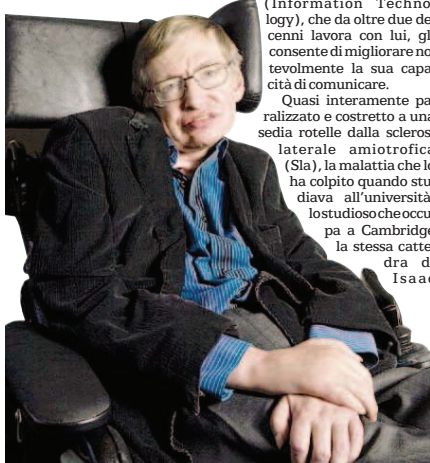 (Information Techno
logy), che da oltre due de
cenni lavora con lui, gl
consente di migliorare no
tevolmente la sua capa
cità di comunicare.
Quasi interamente pa
ralizzato e costretto a una
sedia rotelle dalla scleros
laterale amiotrofica
(Sla), la malattia che lo
ha colpito quando stu
diava all'università
lo studioso che occu
pa a Cambridge
la stessa catte
dra d
Isaac